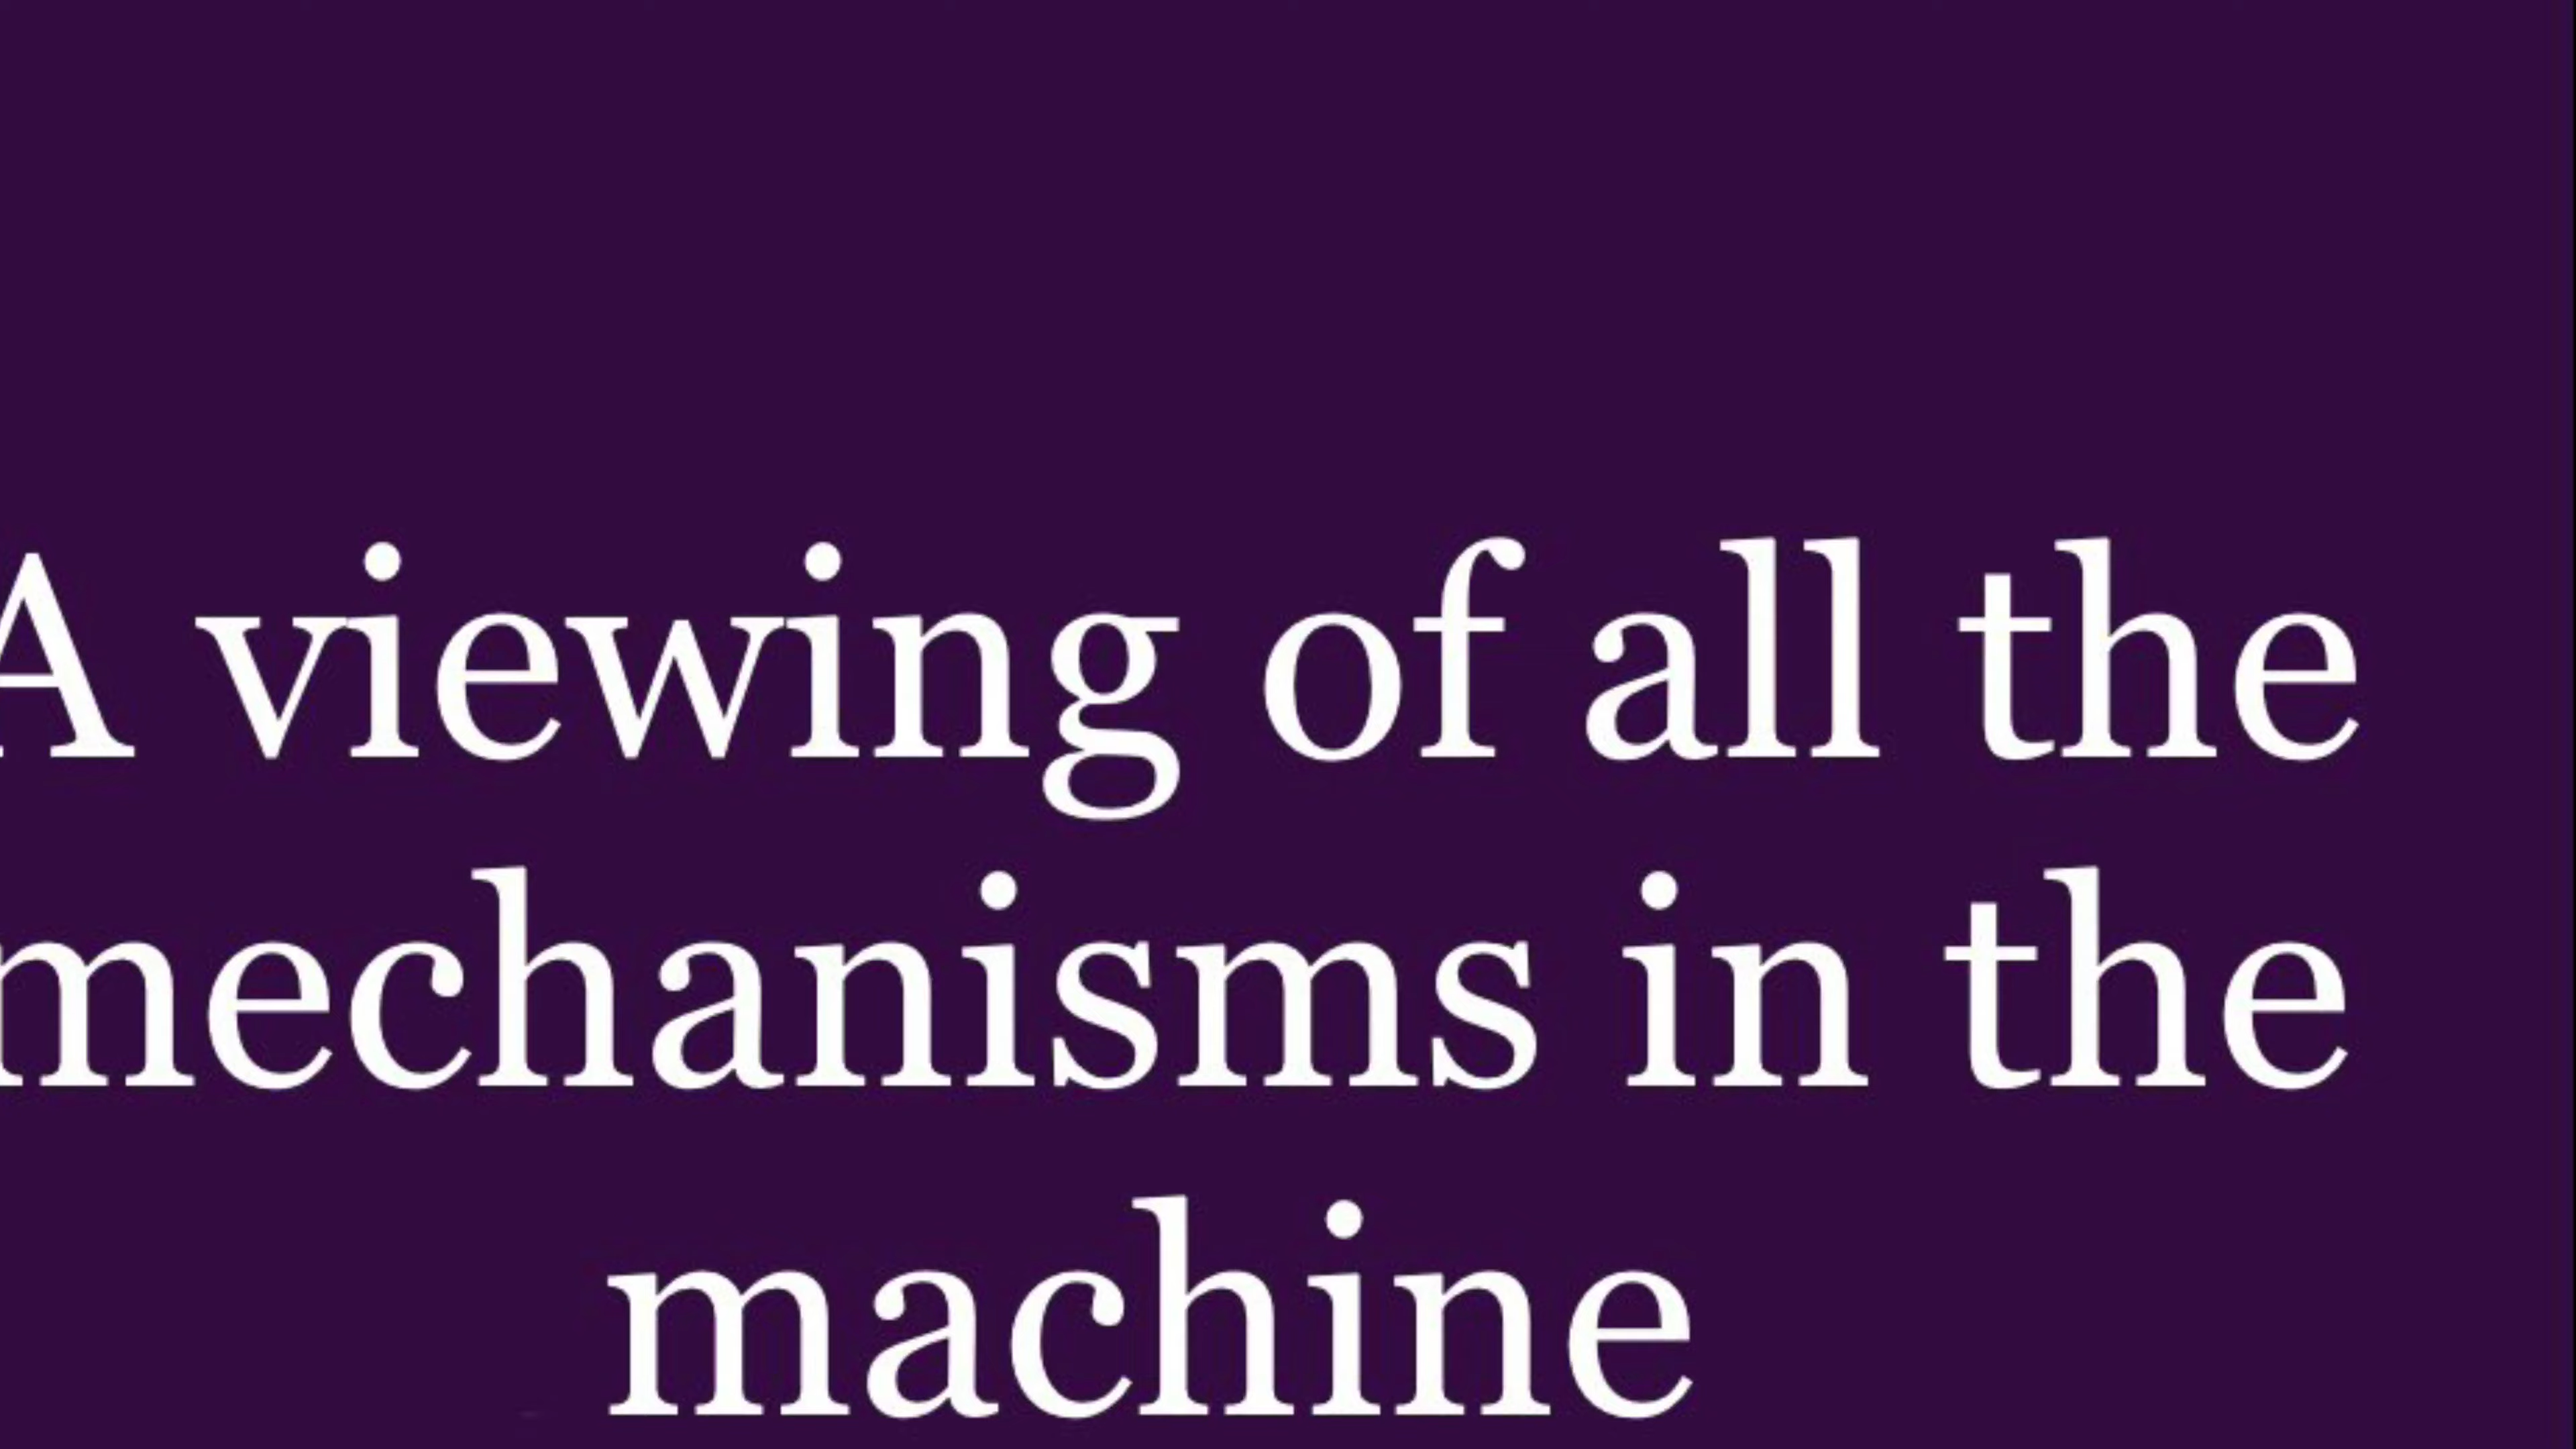 A viewing of all the
mechanisms in the
machine